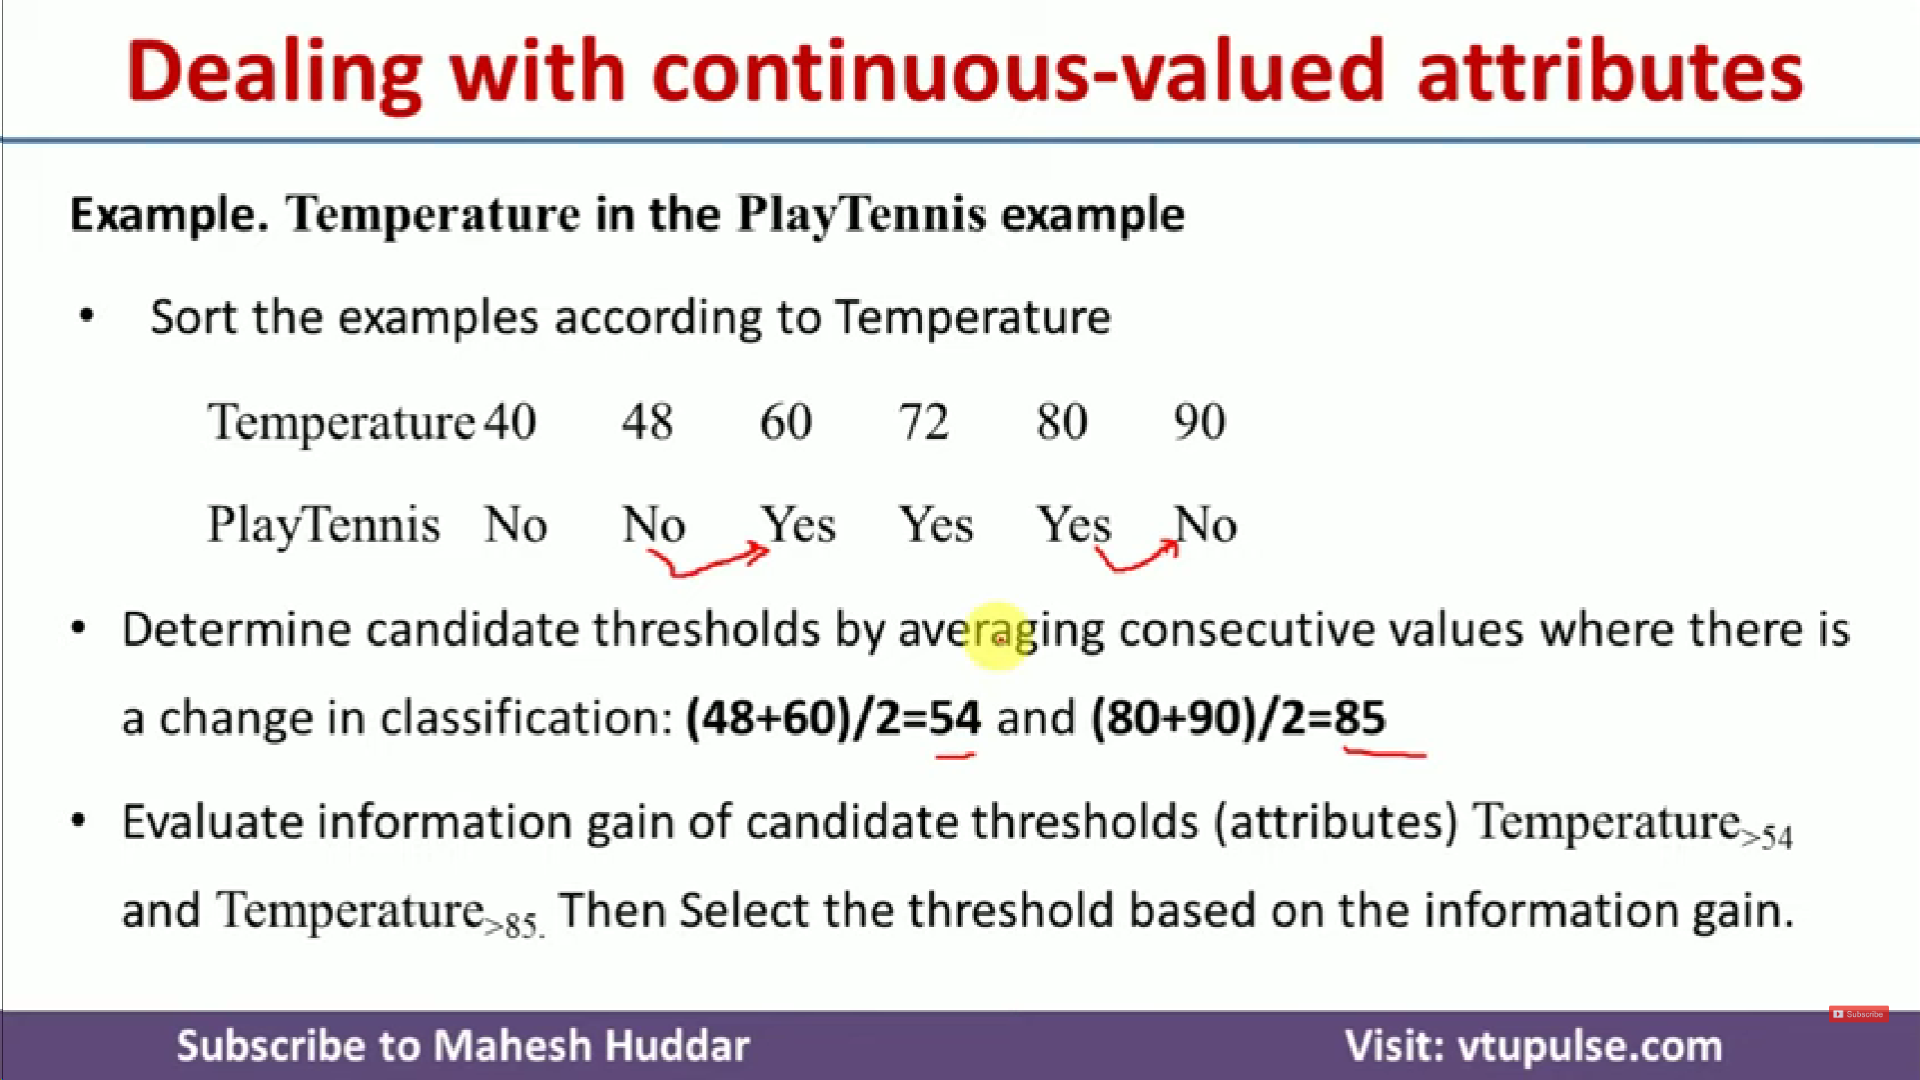 Dealing with continuous-valued attributes
Example. Temperature in the PlayTennis example
• Sort the examples according to Temperature
Temperature 40 48 60 72 80 90
PlayTennis No No Yes Yes Yes No
• Determine candidate thresholds by averaging consecutive values where there is
a change in classification: (48+60)/2=54 and (80+90)/2=85
• Evaluate information gain of candidate thresholds (attributes) Temperature>54
and Temperature>85. Then Select the threshold based on the information gain.
Subscribe
Subscribe to Mahesh Huddar Visit: vtupulse.com